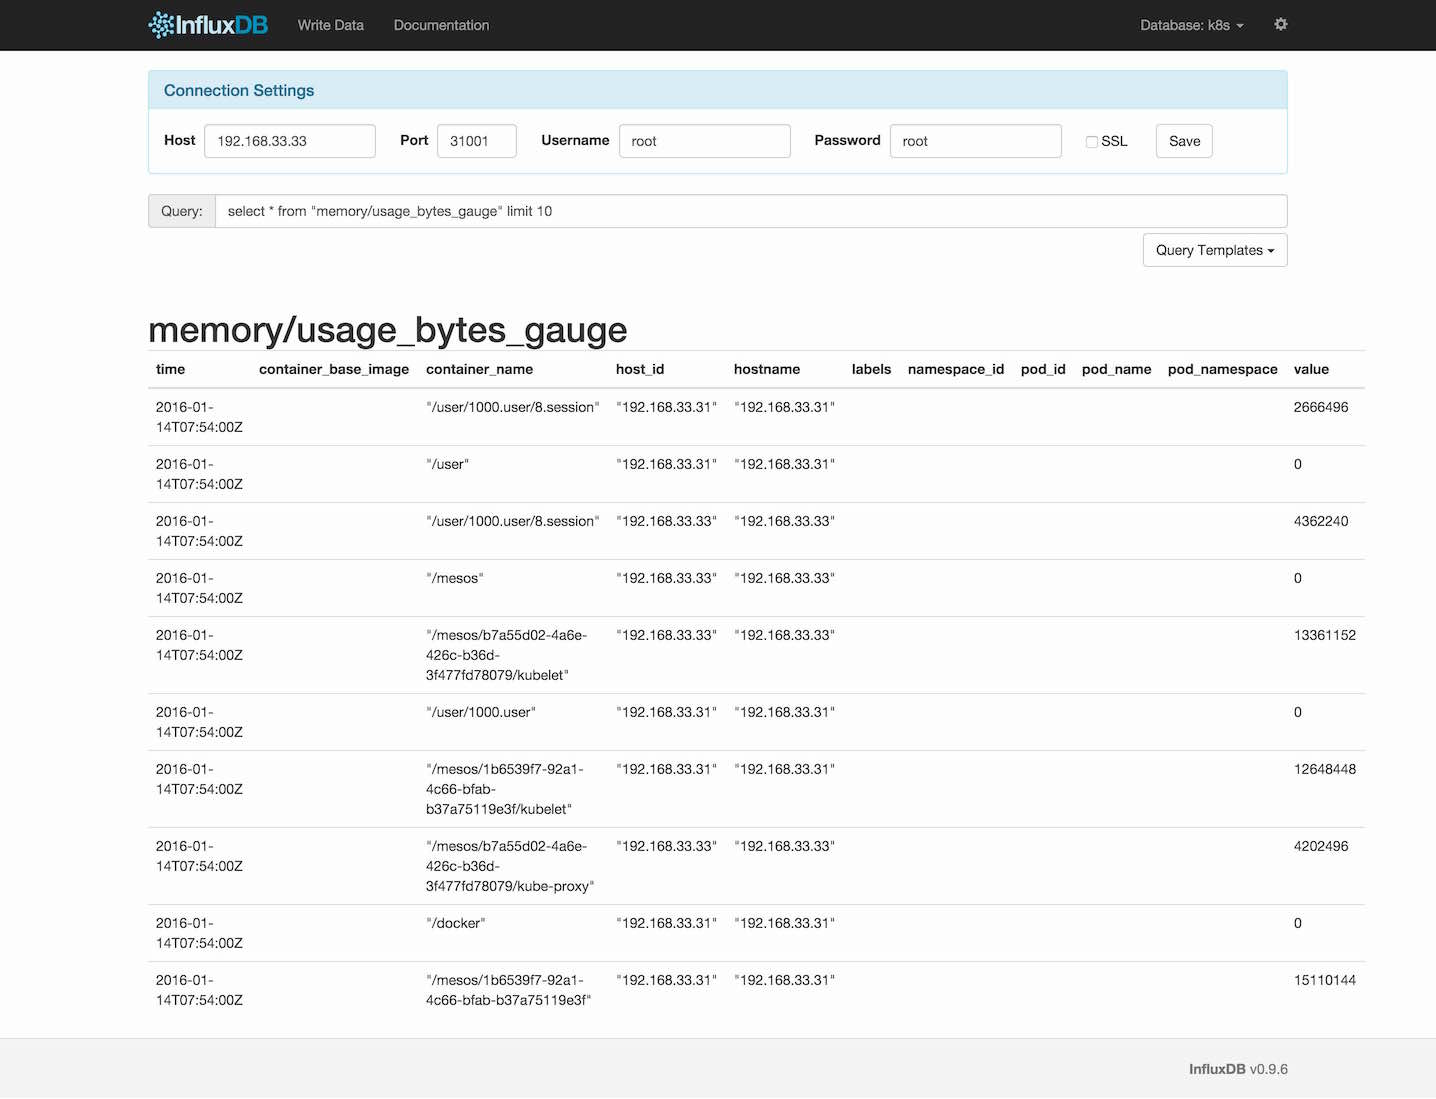 InfluxDB Write Data Documentation Database: k8s
Connection Settings
Host 192.168.33.33 Port 31001 Username root Password root SSL Save
Query: select * from "memory/usage_bytes_gauge" limit 10
Query Templates
memory/usage_bytes_gauge
time container_base_image container_name host_id hostname labels namespace_id pod_id pod_name pod_namespace value
2016-01- "/user/1000.user/8.session" "192.168.33.31" "192.168.33.31" 2666496
14T07:54:00Z
2016-01- "/user" "192.168.33.31" "192.168.33.31" 0
14T07:54:00Z
2016-01- "/user/1000.user/8.session" "192.168.33.33" "192.168.33.33" 4362240
14T07:54:00Z
2016-01- "/mesos" "192.168.33.33" "192.168.33.33" 0
14T07:54:00Z
2016-01- "/mesos/b7a55d02-4a6e- "192.168.33.33" "192.168.33.33" 13361152
14T07:54:00Z 426c-b36d-
3f477fd78079/kubelet"
2016-01- "/user/1000.user" "192.168.33.31" "192.168.33.31" 0
14T07:54:00Z
2016-01- "/mesos/1b6539f7-92a1- "192.168.33.31" "192.168.33.31" 12648448
14T07:54:00Z 4c66-bfab-
b37a75119e3f/kubelet"
2016-01- "/mesos/b7a55d02-4a6e- "192.168.33.33" "192.168.33.33" 4202496
14T07:54:00Z 426c-b36d-
3f477fd78079/kube-proxy"
2016-01- "/docker" "192.168.33.31" "192.168.33.31" 0
14T07:54:00Z
2016-01- "/mesos/1b6539f7-92a1- "192.168.33.31" "192.168.33.31" 15110144
14T07:54:00Z 4c66-bfab-b37a75119e3f"
InfluxDB v0.9.6